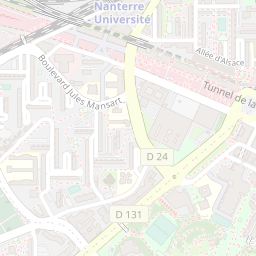 Nanterre
Université
Allée d'Alsace
Boulevard Jules Mansart
Tunnel de la
D 24
D 131